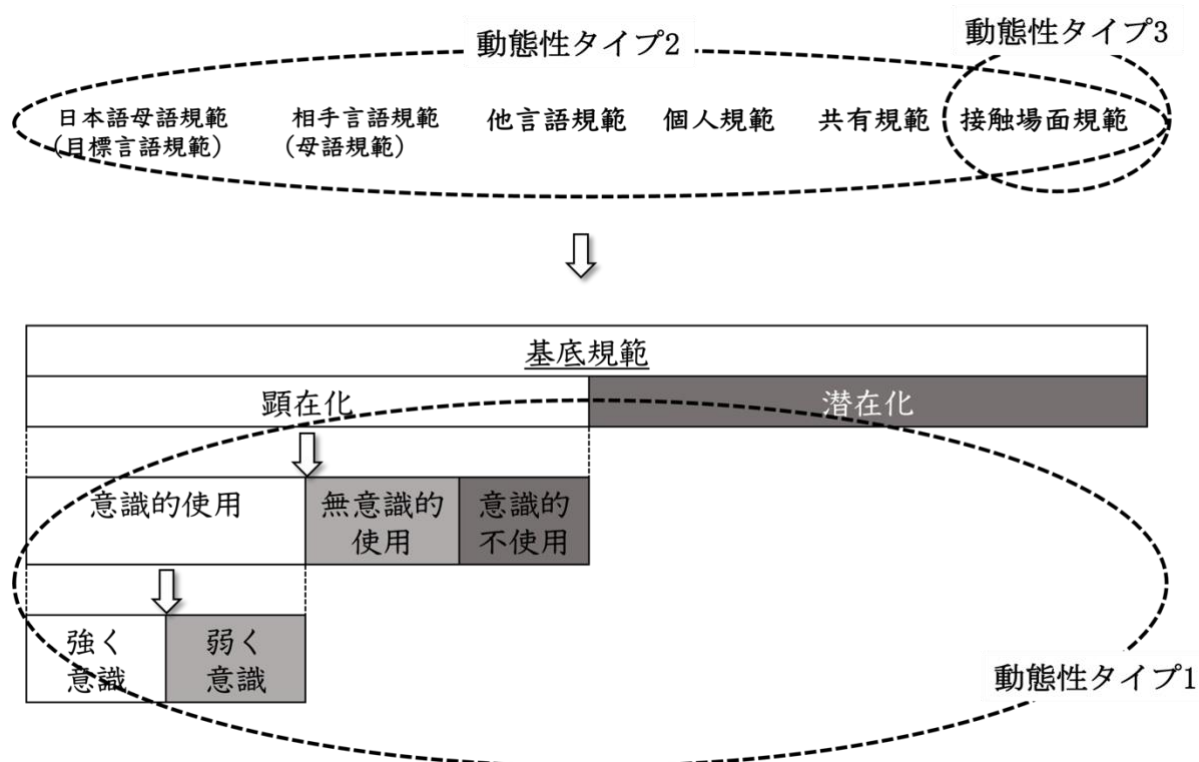 動態性タイプ2
動態性タイプ3
日本語母語規範
(目標言語規範)
相手言語規範
(母語規範)
他言語規範
個人規範
共有規範
接触場面規範
基底規範
顕在化
潜在化
意識的使用
無意識的
使用
意識的
不使用
強く
意識
弱く
意識
動態性タイプ1